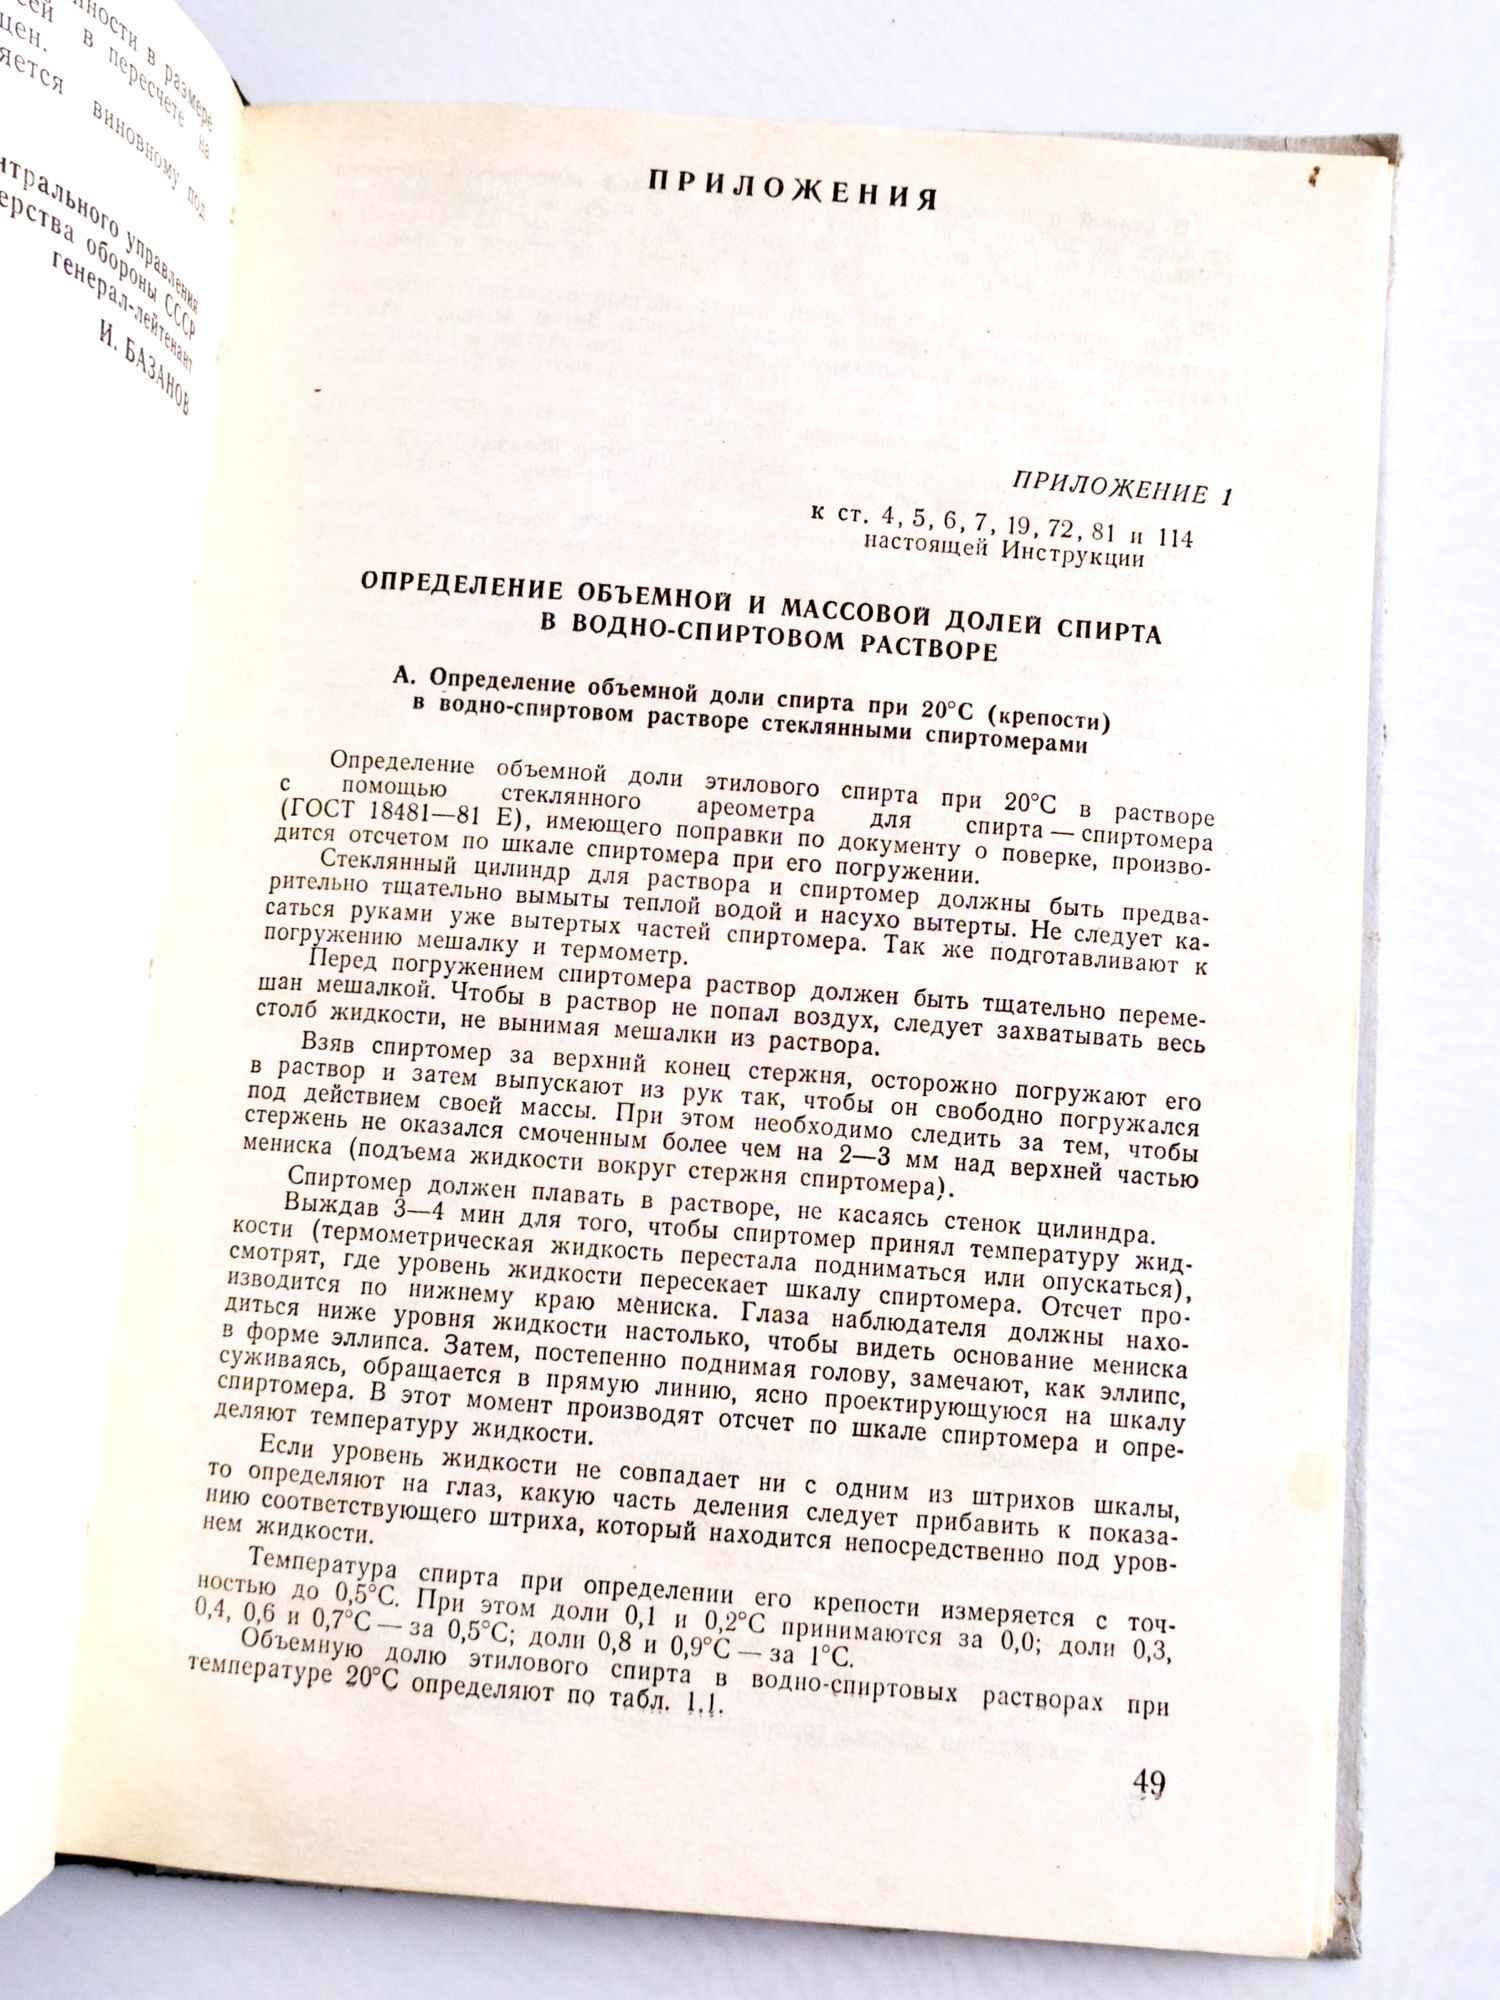 нности в размере
сей в пересчете на
цен.
яется виновному под
нтрального управления
ерства обороны СССР
генерал-лейтенант
И. БАЗАНОВ
ПРИЛОЖЕНИЯ
ПРИЛОЖЕНИЕ 1
к ст. 4, 5, 6, 7, 19, 72, 81 и 114
настоящей Инструкции
ОПРЕДЕЛЕНИЕ ОБЪЕМНОЙ И МАССОВОЙ ДОЛЕЙ СПИРТА
В ВОДНО-СПИРТОВОМ РАСТВОРЕ
А. Определение объемной доли спирта при 20°С (крепости)
в водно-спиртовом растворе стеклянными спиртомерами
Определение объемной доли этилового спирта при 20°С в растворе
с помощью стеклянного ареометра для спирта — спиртомера
(ГОСТ 18481—81 Е), имеющего поправки по документу о поверке, произво-
дится отсчетом по шкале спиртомера при его погружении.
Стеклянный цилиндр для раствора и спиртомер должны быть предва-
рительно тщательно вымыты теплой водой и насухо вытерты. Не следует ка-
саться руками уже вытертых частей спиртомера. Так же подготавливают к
погружению мешалку и термометр.
Перед погружением спиртомера раствор должен быть тщательно переме-
шан мешалкой. Чтобы в раствор не попал воздух, следует захватывать весь
столб жидкости, не вынимая мешалки из раствора.
Взяв спиртомер за верхний конец стержня, осторожно погружают его
в раствор и затем выпускают из рук так, чтобы он свободно погружался
под действием своей массы. При этом необходимо следить за тем, чтобы
стержень не оказался смоченным более чем на 2—3 мм над верхней частью
мениска (подъема жидкости вокруг стержня спиртомера).
Спиртомер должен плавать в растворе, не касаясь стенок цилиндра.
Выждав 3—4 мин для того, чтобы спиртомер принял температуру жид-
кости (термометрическая жидкость перестала подниматься или опускаться),
смотрят, где уровень жидкости пересекает шкалу спиртомера. Отсчет про-
изводится по нижнему краю мениска. Глаза наблюдателя должны нахо-
диться ниже уровня жидкости настолько, чтобы видеть основание мениска
в форме эллипса. Затем, постепенно поднимая голову, замечают, как эллипс,
суживаясь, обращается в прямую линию, ясно проектирующуюся на шкалу
спиртомера. В этот момент производят отсчет по шкале спиртомера и опре-
деляют температуру жидкости.
Если уровень жидкости не совпадает ни с одним из штрихов шкалы,
то определяют на глаз, какую часть деления следует прибавить к показа-
нию соответствующего штриха, который находится непосредственно под уров-
нем жидкости.
Температура спирта при определении его крепости измеряется с точ-
ностью до 0,5°С. При этом доли 0,1 и 0,2°С принимаются за 0,0; доли 0,3,
0,4, 0,6 и 0,7°С — за 0,5°С; доли 0,8 и 0,9°С — за 1°С.
Объемную долю этилового спирта в водно-спиртовых растворах при
температуре 20°С определяют по табл. 1.1.
49